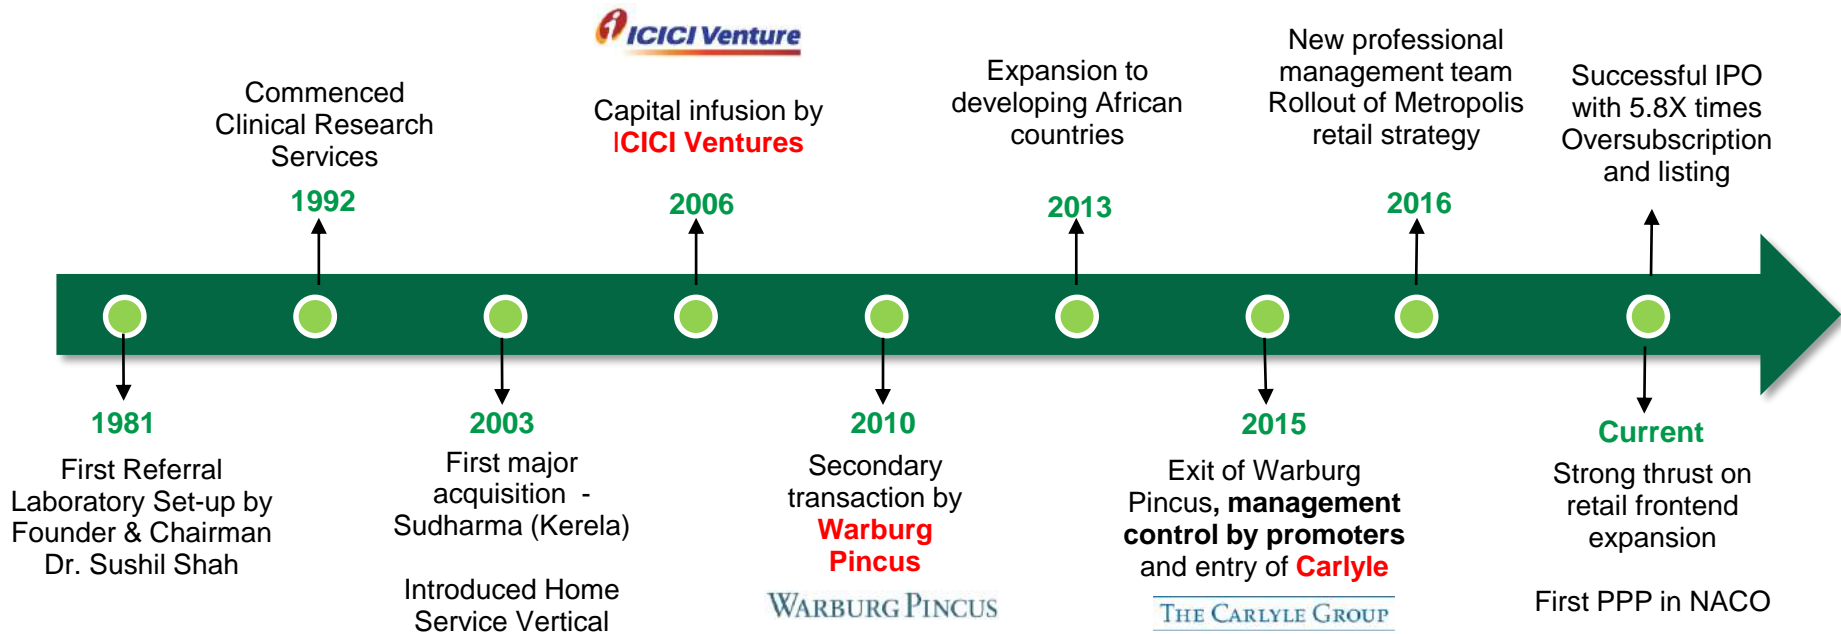 ICICI Venture
Commenced
Clinical Research
Services
1992
Capital infusion by
ICICI Ventures
2006
Expansion to
developing African
countries
2013
New professional
management team
Rollout of Metropolis
retail strategy
2016
Successful IPO
with 5.8X times
Oversubscription
and listing
1981
First Referral
Laboratory Set-up by
Founder & Chairman
Dr. Sushil Shah
2003
First major
acquisition -
Sudharma (Kerela)
Introduced Home
Service Vertical
2010
Secondary
transaction by
Warburg
Pincus
WARBURG PINCUS
2015
Exit of Warburg
Pincus, management
control by promoters
and entry of Carlyle
THE CARLYLE GROUP
Current
Strong thrust on
retail frontend
expansion
First PPP in NACO